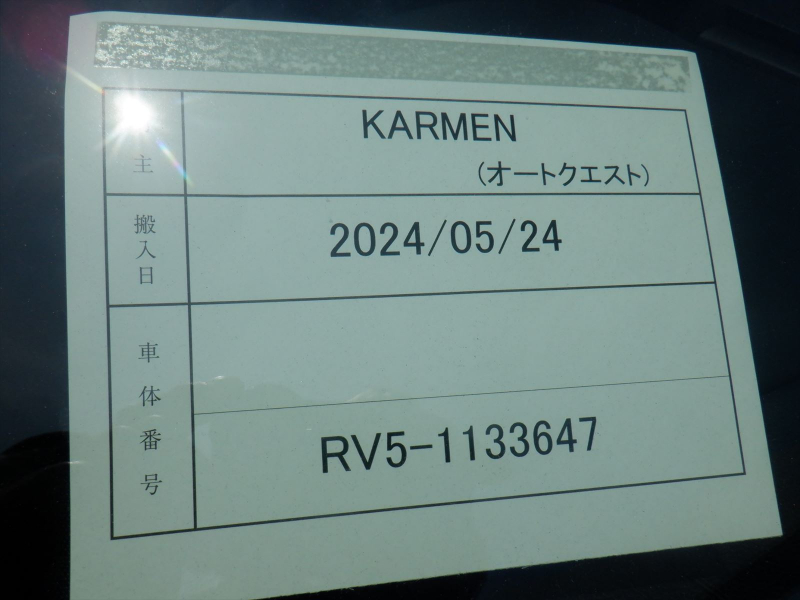 主 KARMEN
(オートクエスト)
搬入日 2024/05/24
車体番号 RV5-1133647